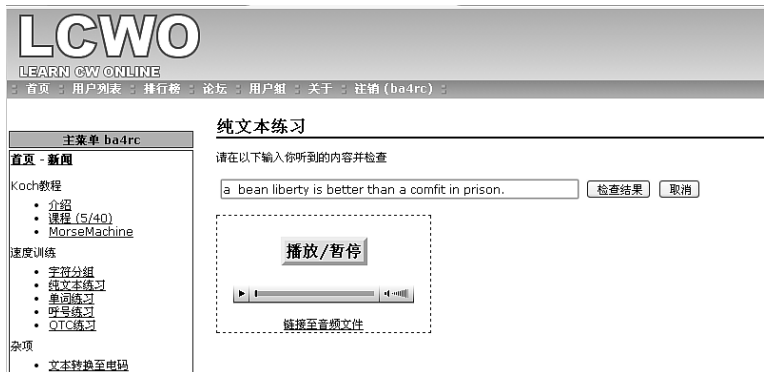 LCWO
LEARN CW ONLINE
首页 用户列表 排行榜 论坛 用户组 关于 注销 (ba4rc)
主菜单 ba4rc
首页 - 新闻
Koch教程
介绍
课程 (5/40)
MorseMachine
速度训练
字符分组
纯文本练习
单词练习
呼号练习
QTC练习
杂项
文本转换至电码
纯文本练习
请在以下输入你听到的内容并检查
a  bean liberty is better than a comfit in prison. 检查结果 取消
播放/暂停
链接至音频文件